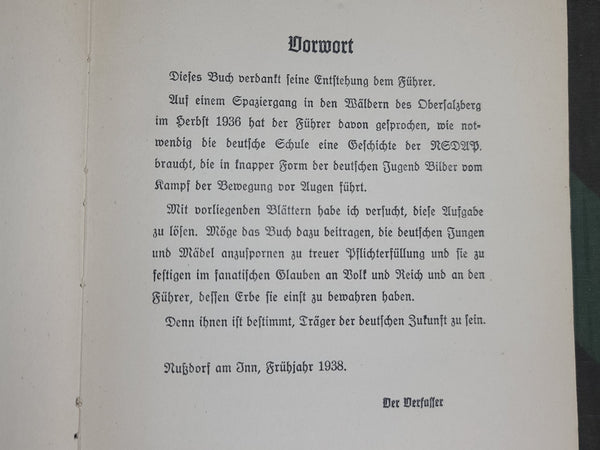 Vorwort
Dieses Buch verdankt seine Entstehung dem Führer.
Auf einem Spaziergang in den Wäldern des Obersalzberg
im Herbst 1936 hat der Führer davon gesprochen, wie not-
wendig die deutsche Schule eine Geschichte der NSDAP.
braucht, die in knapper Form der deutschen Jugend Bilder vom
Kampf der Bewegung vor Augen führt.
Mit vorliegenden Blättern habe ich versucht, diese Aufgabe
zu lösen. Möge das Buch dazu beitragen, die deutschen Jungen
und Mädel anzuspornen zu treuer Pflichterfüllung und sie zu
festigen im fanatischen Glauben an Volk und Reich und an den
Führer, dessen Erbe sie einst zu bewahren haben.
Denn ihnen ist bestimmt, Träger der deutschen Zukunft zu sein.
Nußdorf am Inn, Frühjahr 1938.
Der Verfasser